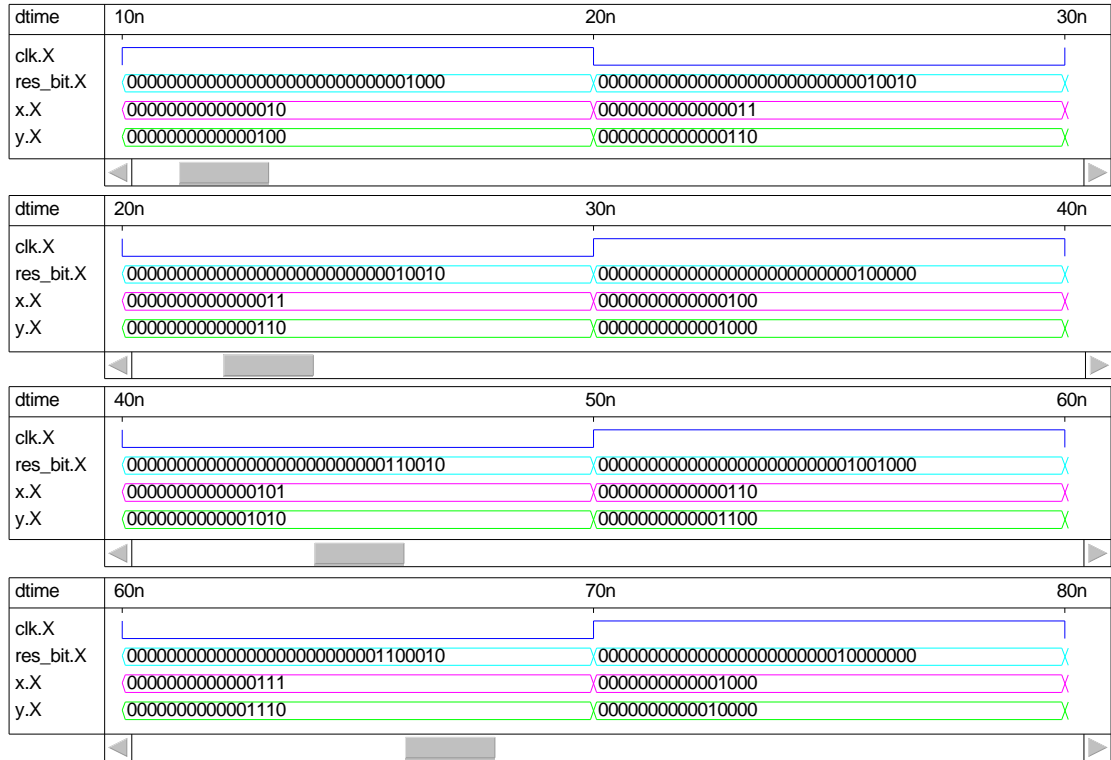 dtime 10n 20n 30n
clk.X
res_bit.X 00000000000000000000000000001000 00000000000000000000000000010010
x.X 0000000000000010 0000000000000011
y.X 0000000000000100 0000000000000110
dtime 20n 30n 40n
clk.X
res_bit.X 00000000000000000000000000010010 00000000000000000000000000100000
x.X 0000000000000011 0000000000000100
y.X 0000000000000110 0000000000001000
dtime 40n 50n 60n
clk.X
res_bit.X 00000000000000000000000000110010 00000000000000000000000001001000
x.X 0000000000000101 0000000000000110
y.X 0000000000001010 0000000000001100
dtime 60n 70n 80n
clk.X
res_bit.X 00000000000000000000000001100010 00000000000000000000000010000000
x.X 0000000000000111 0000000000001000
y.X 0000000000001110 0000000000010000